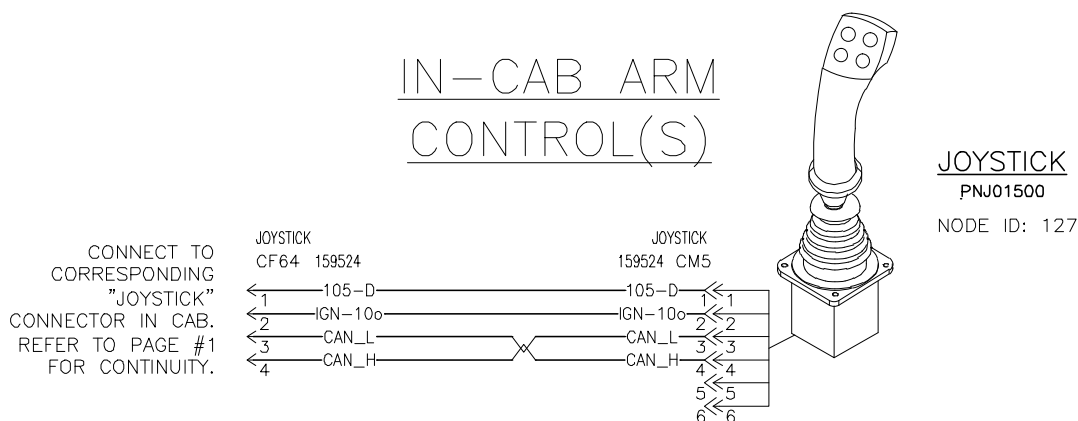 IN-CAB ARM
CONTROL(S)
JOYSTICK
PNJ01500
NODE ID: 127
CONNECT TO
CORRESPONDING
"JOYSTICK"
CONNECTOR IN CAB.
REFER TO PAGE #1
FOR CONTINUITY.
JOYSTICK
CF64 159524
JOYSTICK
159524 CM5
1 105-D 105-D 1 1
2 IGN-10o IGN-10o 2 2
3 CAN_L CAN_L 3 3
4 CAN_H CAN_H 4 4
5 5
6 6